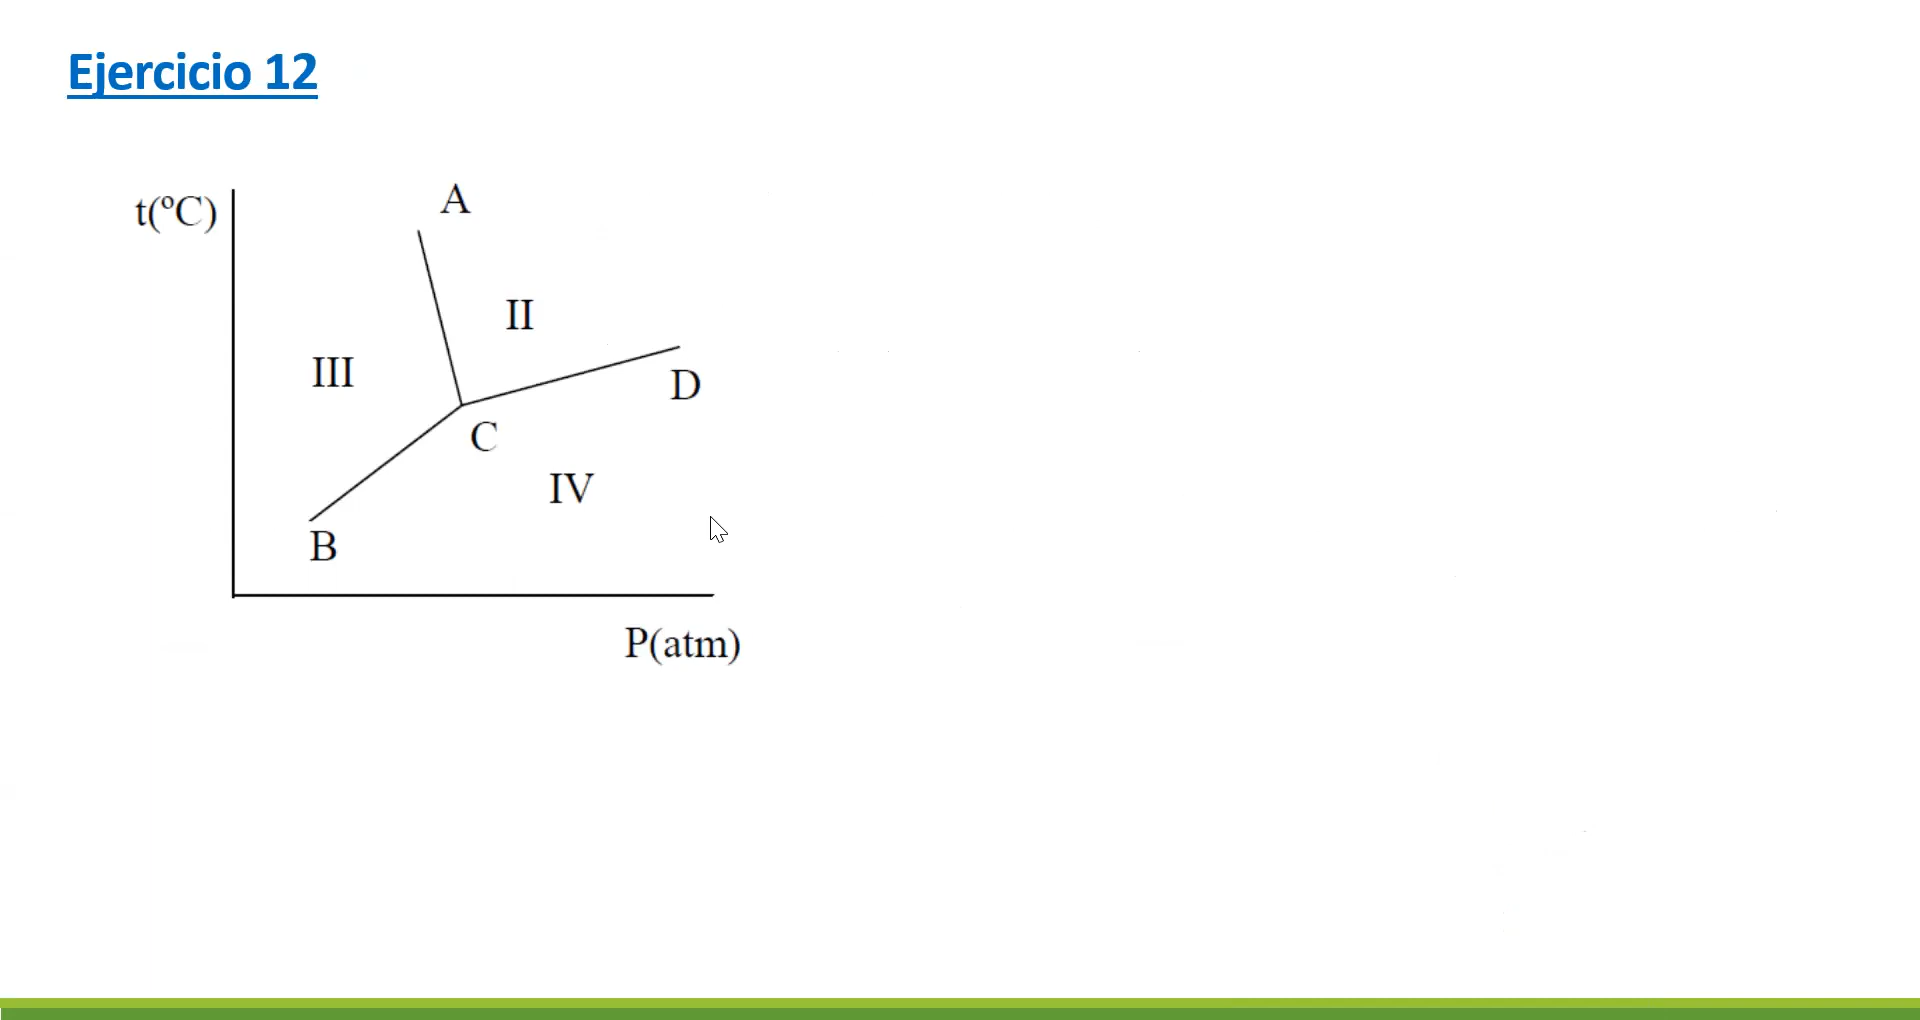 Ejercicio 12
A
t(ºC)
II
III
D
C
IV
B
P(atm)